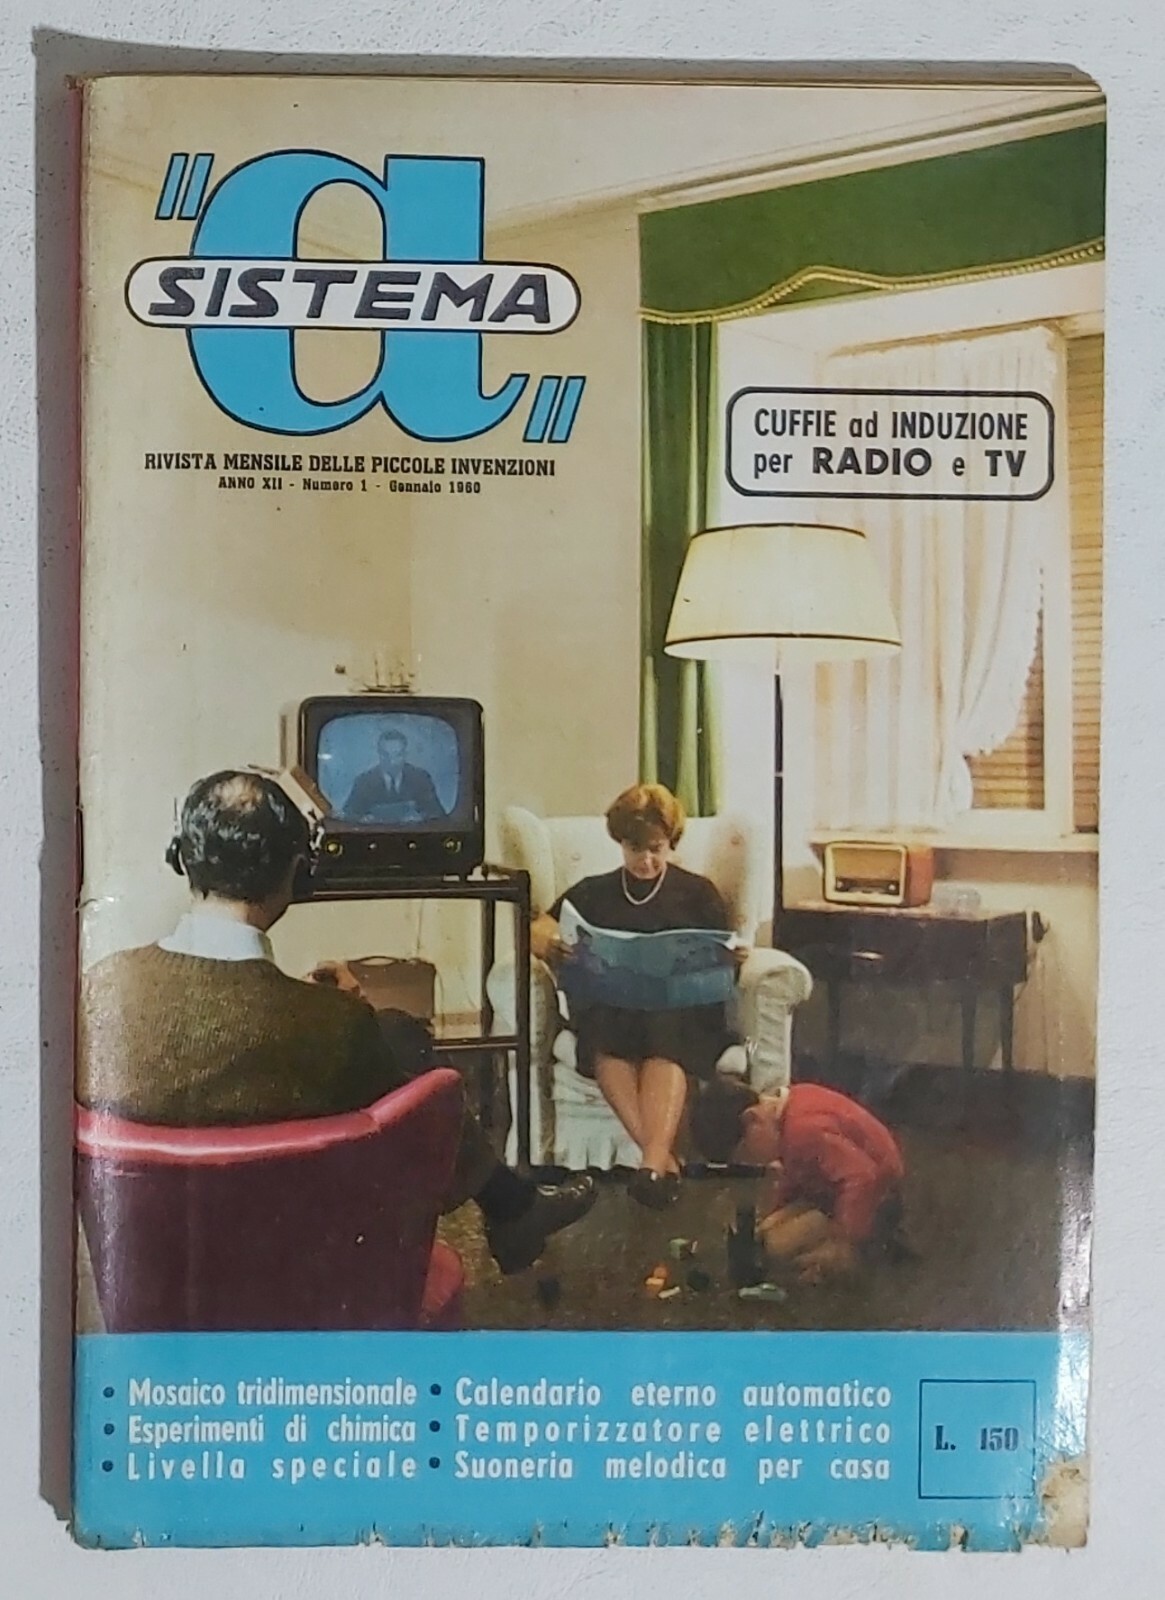 "a"
SISTEMA
RIVISTA MENSILE DELLE PICCOLE INVENZIONI
ANNO XII - Numero 1 - Gennaio 1960
CUFFIE ad INDUZIONE
per RADIO e TV
• Mosaico tridimensionale • Calendario eterno automatico
• Esperimenti di chimica • Temporizzatore elettrico
• Livella speciale • Suoneria melodica per casa
L. 150